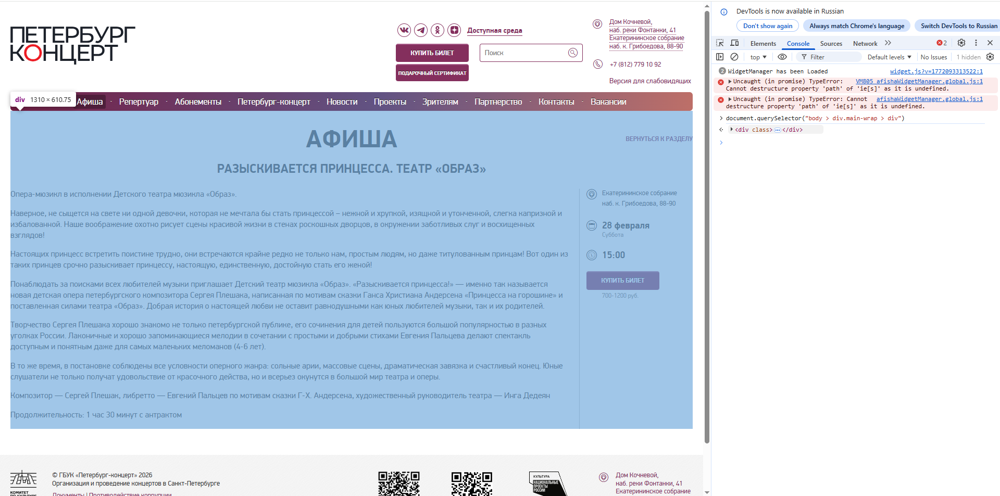 ПЕТЕРБУРГ
КОНЦЕРТ
Доступная среда
КУПИТЬ БИЛЕТ
ПОДАРОЧНЫЙ СЕРТИФИКАТ
Поиск
Дом Кочневой,
наб. реки Фонтанки, 41
Екатерининское собрание
наб. к. Грибоедова, 88-90
+7 (812) 779 10 92
Версия для слабовидящих
div 1310 × 610.75
Афиша · Репертуар · Абонементы · Петербург-концерт · Новости · Проекты · Зрителям · Партнерство · Контакты · Вакансии
АФИША
ВЕРНУТЬСЯ К РАЗДЕЛУ
РАЗЫСКИВАЕТСЯ ПРИНЦЕССА. ТЕАТР «ОБРАЗ»
Опера-мюзикл в исполнении Детского театра мюзикла «Образ».
Наверное, не сыщется на свете ни одной девочки, которая не мечтала бы стать принцессой – нежной и хрупкой, изящной и утонченной, слегка капризной и
избалованной. Наше воображение охотно рисует сцены красивой жизни в стенах роскошных дворцов, в окружении заботливых слуг и восхищенных
взглядов!
Настоящих принцесс встретить поистине трудно, они встречаются крайне редко не только нам, простым людям, но даже титулованным принцам! Вот один из
таких принцев срочно разыскивает принцессу, настоящую, единственную, достойную стать его женой!
Понаблюдать за поисками всех любителей музыки приглашает Детский театр мюзикла «Образ». «Разыскивается принцесса!» — именно так называется
новая детская опера петербургского композитора Сергея Плешака, написанная по мотивам сказки Ганса Христиана Андерсена «Принцесса на горошине» и
поставленная силами театра «Образ». Добрая история о настоящей любви не оставит равнодушными как юных любителей музыки, так и их родителей.
Творчество Сергея Плешака хорошо знакомо не только петербургской публике, его сочинения для детей пользуются большой популярностью в разных
уголках России. Лаконичные и хорошо запоминающиеся мелодии в сочетании с простыми и добрыми стихами Евгения Пальцева делают спектакль
доступным и понятным даже для самых маленьких меломанов (4-6 лет).
В то же время, в постановке соблюдены все условности оперного жанра: сольные арии, массовые сцены, драматическая завязка и счастливый конец. Юные
слушатели не только получат удовольствие от красочного действа, но и всерьез окунутся в большой мир театра и оперы.
Композитор — Сергей Плешак, либретто — Евгений Пальцев по мотивам сказки Г-Х. Андерсена, художественный руководитель театра — Инга Дедеян
Продолжительность: 1 час 30 минут с антрактом
Екатерининское собрание
наб. к. Грибоедова, 88-90
28 февраля
Суббота
15:00
КУПИТЬ БИЛЕТ
700-1200 руб.
КОМИТЕТ
ПО КУЛЬТУРЕ
© ГБУК «Петербург-концерт» 2026
Организация и проведение концертов в Санкт-Петербурге
Документы | Противодействие коррупции
КУЛЬТУРА
НАЦИОНАЛЬНЫЕ
ПРОЕКТЫ
РОССИИ
Дом Кочневой,
наб. реки Фонтанки, 41
Екатерининское собрание
DevTools is now available in Russian
Don't show again
Always match Chrome's language
Switch DevTools to Russian
Elements Console Sources Network 2
top Filter Default levels No Issues 1 hidden
2 WidgetManager has been Loaded widget.js?v=1772093313522:1
Uncaught (in promise) TypeError: VM805 afishaWidgetManager.global.js:1
Cannot destructure property 'path' of 'ie[s]' as it is undefined.
Uncaught (in promise) TypeError: Cannot afishaWidgetManager.global.js:1
destructure property 'path' of 'ie[s]' as it is undefined.
document.querySelector("body > div.main-wrap > div")
<div class>…</div>